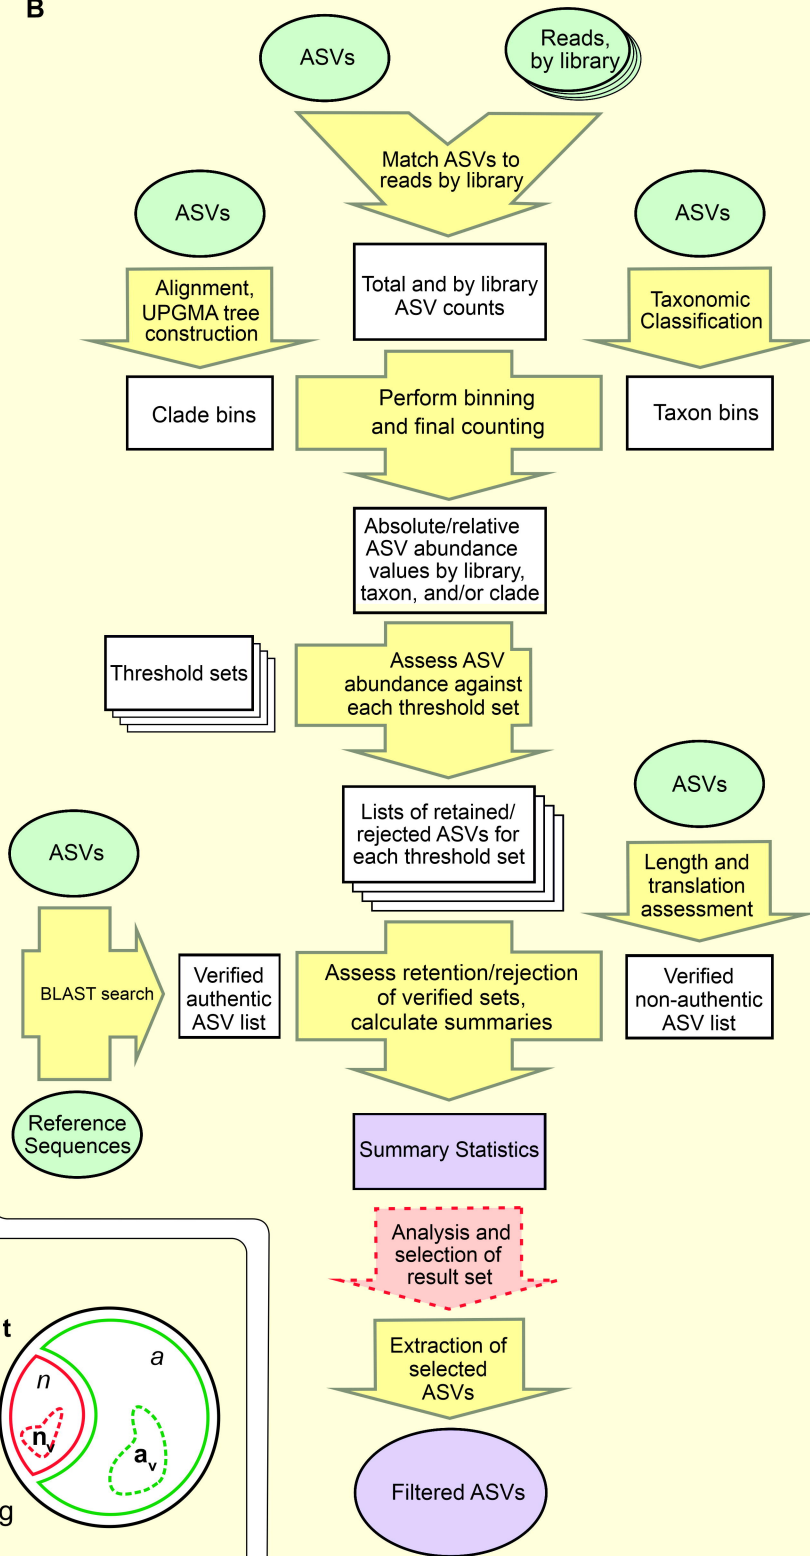 B
ASVs
Reads,
by library
Match ASVs to
reads by library
ASVs
ASVs
Alignment,
UPGMA tree
construction
Total and by library
ASV counts
Taxonomic
Classification
Clade bins
Perform binning
and final counting
Taxon bins
Absolute/relative
ASV abundance
values by library,
taxon, and/or clade
Threshold sets
Assess ASV
abundance against
each threshold set
ASVs
Lists of retained/
rejected ASVs for
each threshold set
ASVs
Length and
translation
assessment
BLAST search
Verified
authentic
ASV list
Assess retention/rejection
of verified sets,
calculate summaries
Verified
non-authentic
ASV list
Reference
Sequences
Summary Statistics
Analysis and
selection of
result set
Extraction of
selected
ASVs
Filtered ASVs
t
a
n
nv
av
g